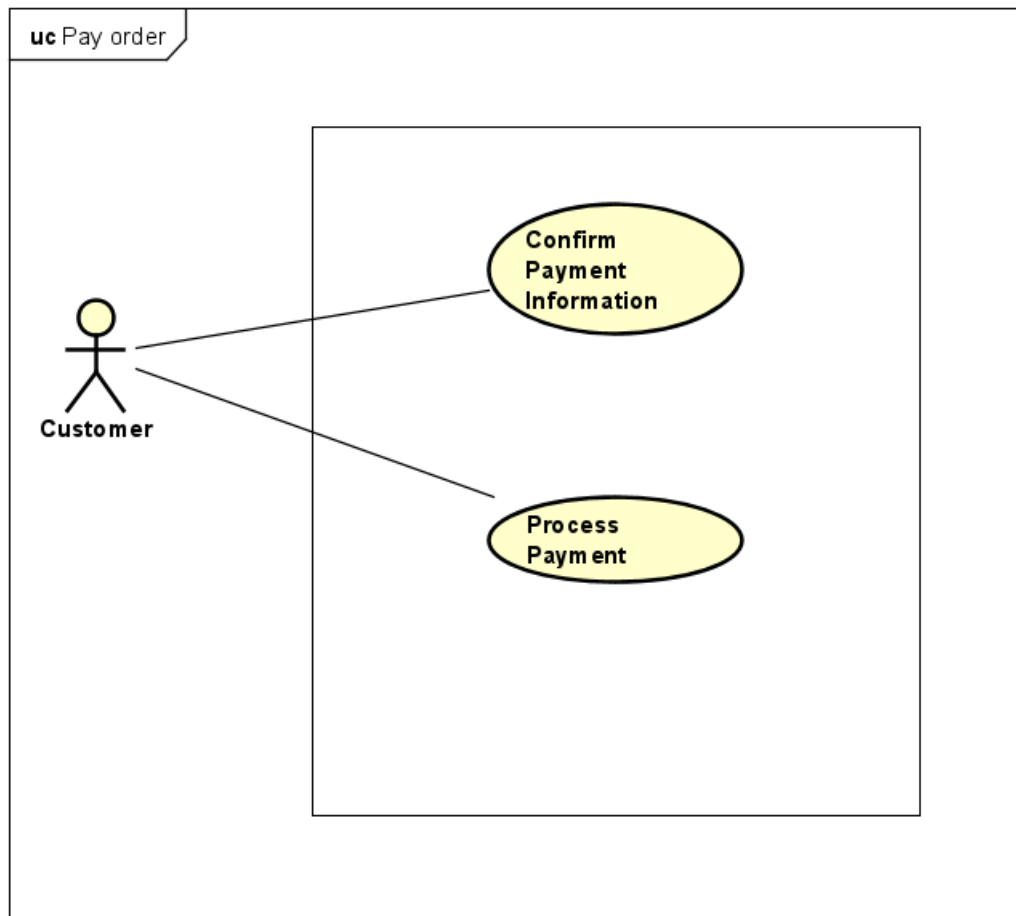 uc Pay order
Confirm
Payment
Information
Customer
Process
Payment